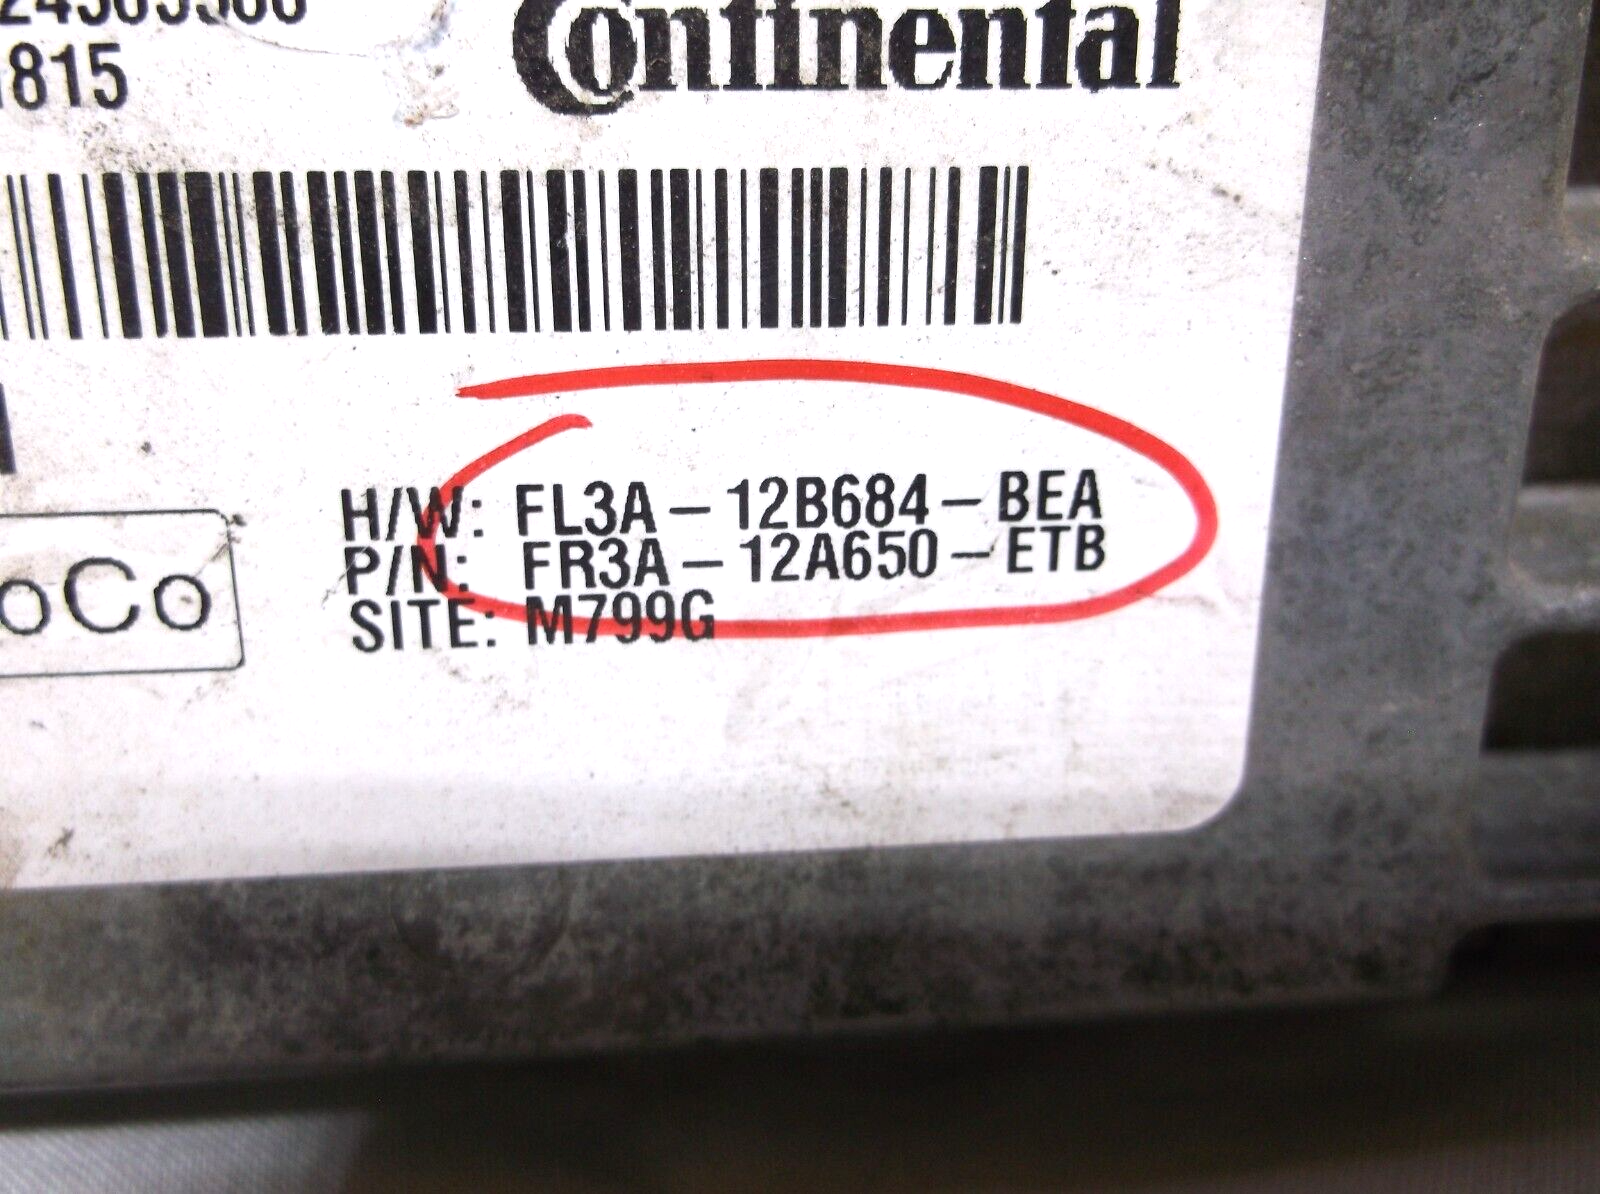 Continental
1815
H/W: FL3A-12B684-BEA
P/N: FR3A-12A650-ETB
SITE: M799G
oCo